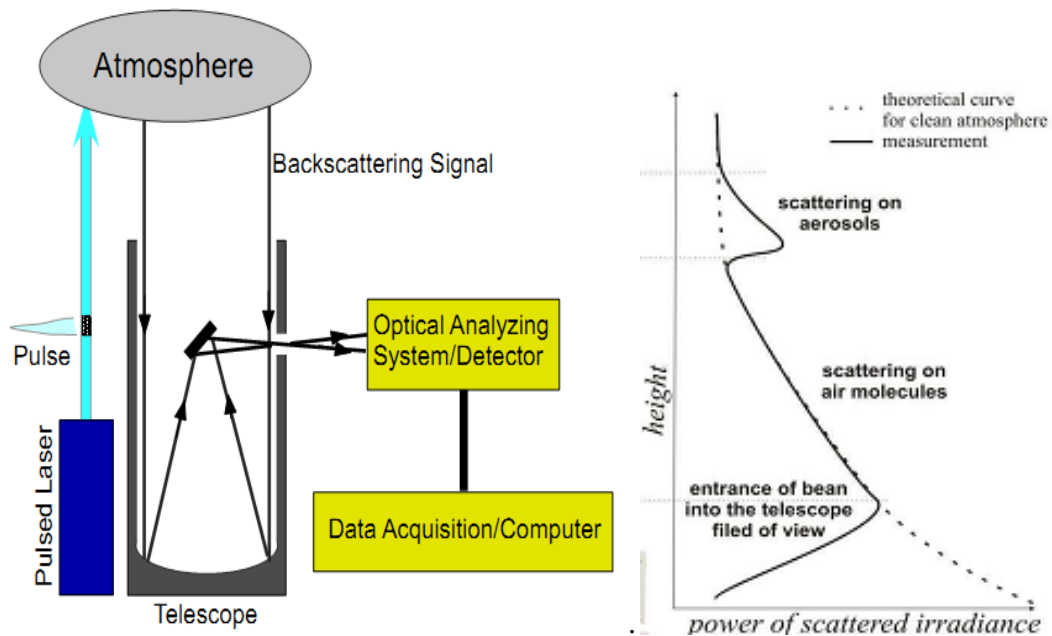 Atmosphere
Backscattering Signal
Pulse
Optical Analyzing
System/Detector
Pulsed Laser
Data Acquisition/Computer
Telescope
theoretical curve
for clean atmosphere
measurement
scattering on
aerosols
scattering on
air molecules
height
entrance of bean
into the telescope
filed of view
power of scattered irradiance